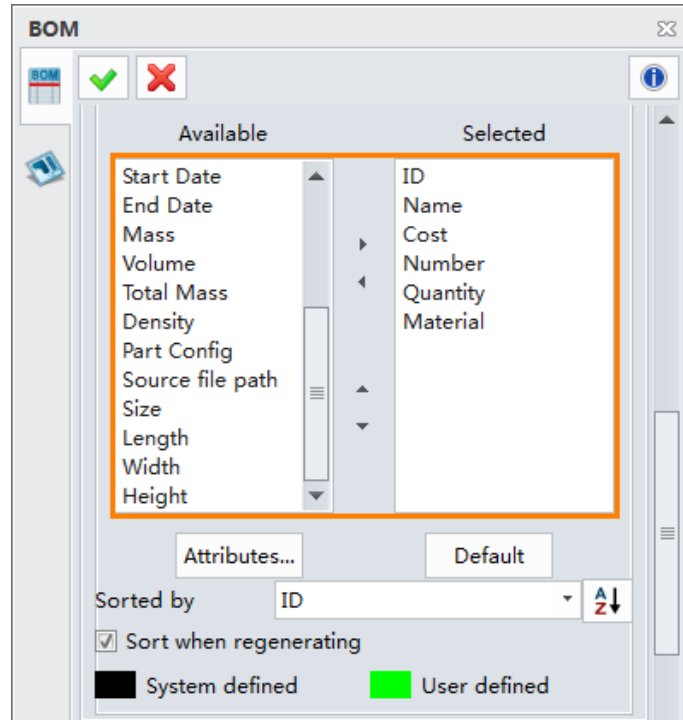 BOM
BOM
Available
Selected
Start Date
End Date
Mass
Volume
Total Mass
Density
Part Config
Source file path
Size
Length
Width
Height
ID
Name
Cost
Number
Quantity
Material
Attributes...
Default
Sorted by
ID
A
Z
Sort when regenerating
System defined
User defined